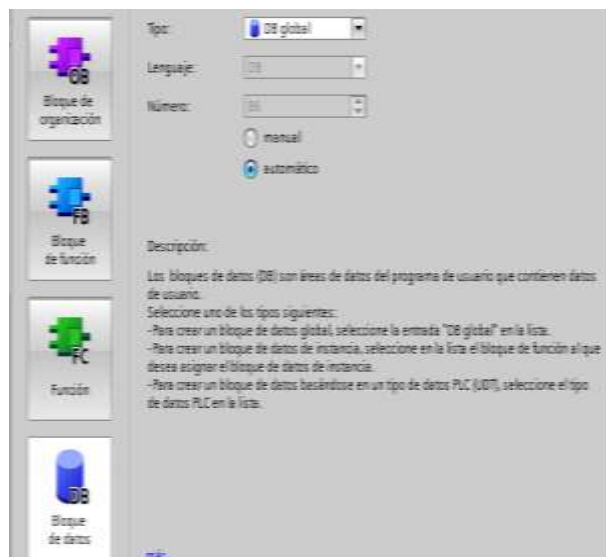 Tipo: DB global
Lenguaje: DB
Número:
manual
automático
OB
Bloque de
organización
FB
Bloque
de función
FC
Función
DB
Bloque
de datos
Descripción:
Los bloques de datos (DB) son áreas de datos del programa de usuario que contienen datos
de usuario.
Seleccione uno de los tipos siguientes:
-Para crear un bloque de datos global, seleccione la entrada "DB global" en la lista.
-Para crear un bloque de datos de instancia, seleccione en la lista el bloque de función al que
desea asignar el bloque de datos de instancia.
-Para crear un bloque de datos basándose en un tipo de datos PLC (UDT), seleccione el tipo
de datos PLC en la lista.